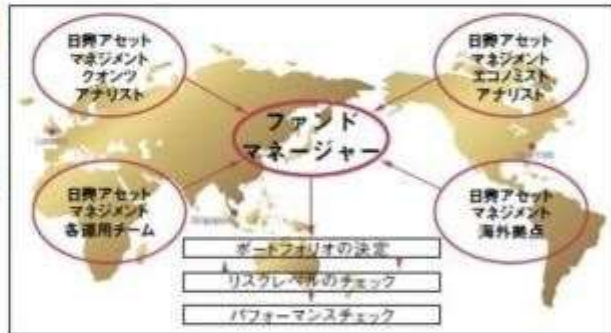 日興アセット
マネジメント
クオンツ
アナリスト
日興アセット
マネジメント
エコノミスト
アナリスト
ファンド
マネージャー
日興アセット
マネジメント
各運用チーム
日興アセット
マネジメント
海外拠点
ポートフォリオの決定
リスクレベルのチェック
パフォーマンスチェック